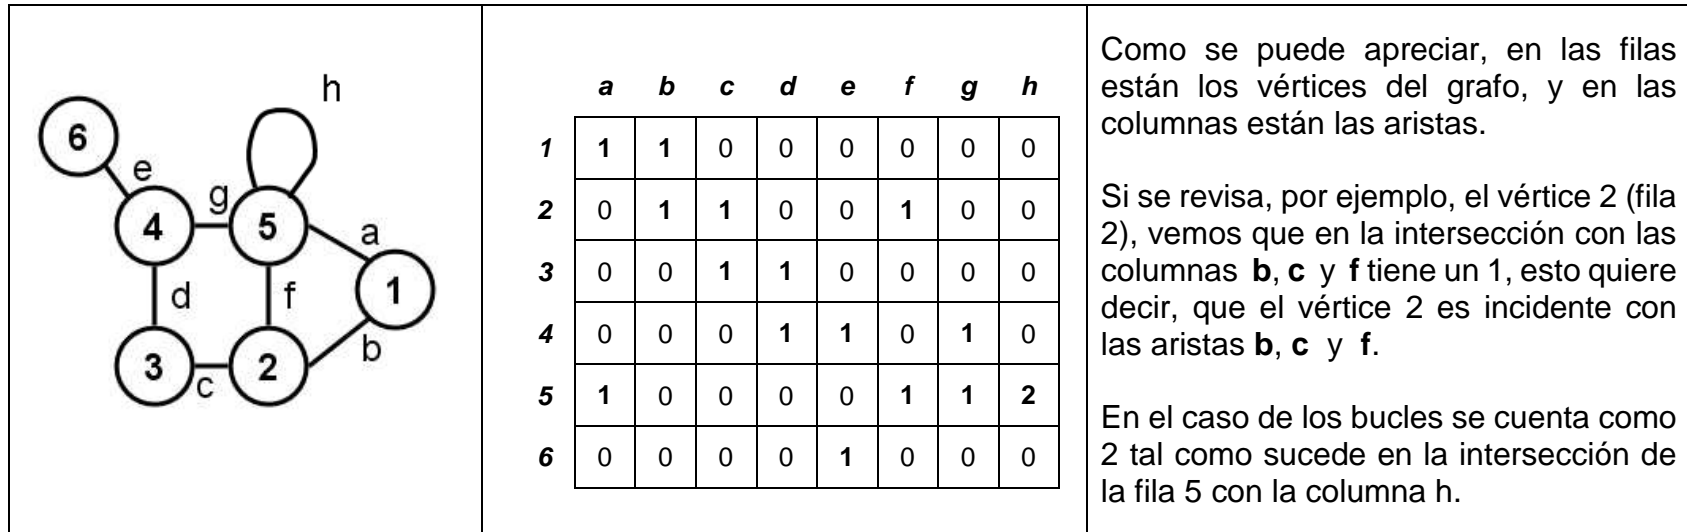 h
6
e
g
4
5
a
1
d
f
3
2
b
c
a b c d e f g h
1 1 1 0 0 0 0 0 0
2 0 1 1 0 0 1 0 0
3 0 0 1 1 0 0 0 0
4 0 0 0 1 1 0 1 0
5 1 0 0 0 0 1 1 2
6 0 0 0 0 1 0 0 0
Como se puede apreciar, en las filas
están los vértices del grafo, y en las
columnas están las aristas.
Si se revisa, por ejemplo, el vértice 2 (fila
2), vemos que en la intersección con las
columnas b, c y f tiene un 1, esto quiere
decir, que el vértice 2 es incidente con
las aristas b, c y f.
En el caso de los bucles se cuenta como
2 tal como sucede en la intersección de
la fila 5 con la columna h.